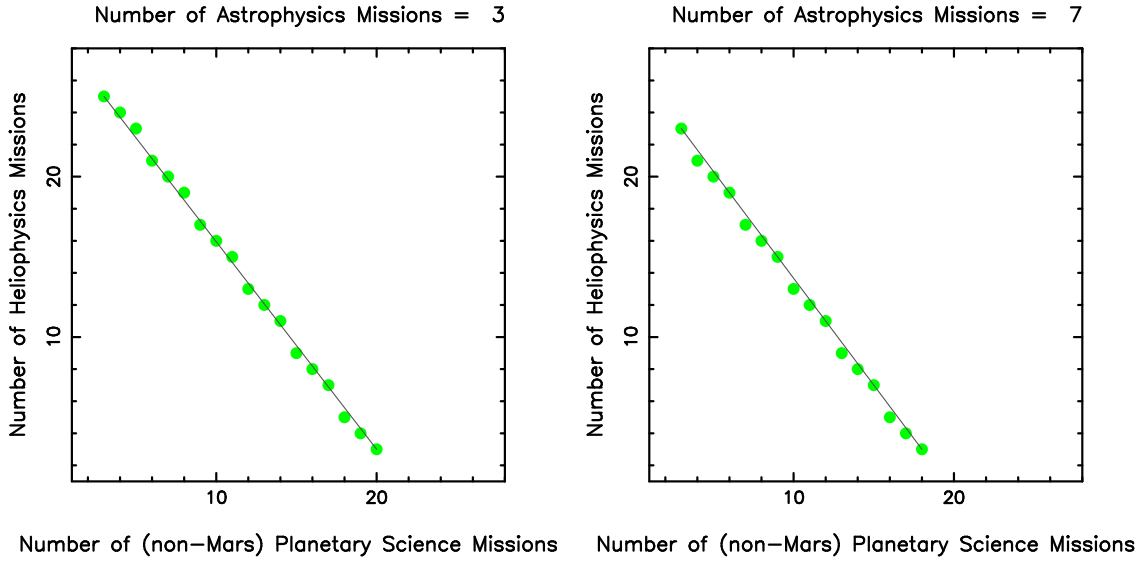 Number of Astrophysics Missions = 3
Number of Heliophysics Missions
20
10
10
20
Number of (non-Mars) Planetary Science Missions
Number of Astrophysics Missions = 7
Number of Heliophysics Missions
20
10
10
20
Number of (non-Mars) Planetary Science Missions